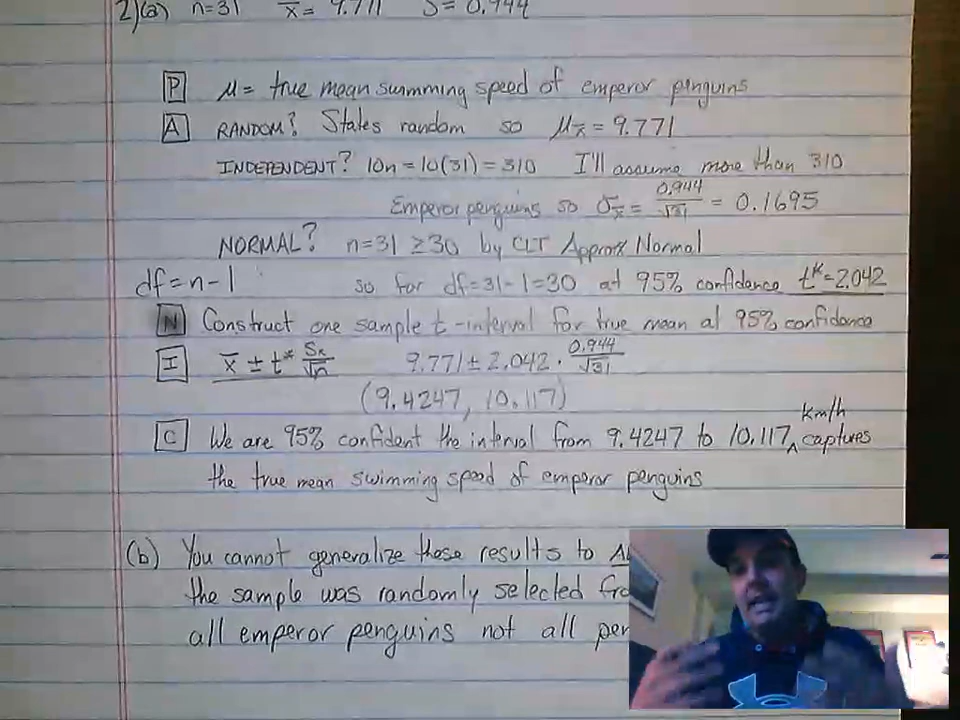 2)(a) n=31 x̄ = 9.771 S = 0.944
P μ = true mean swimming speed of emperor penguins
A RANDOM? States random so μx̄ = 9.771
INDEPENDENT? 10n = 10(31) = 310 I'll assume more than 310
Emperor penguins so σx̄ = 0.944/√31 = 0.1695
NORMAL? n=31 ≥30 by CLT Approx Normal
df = n - 1 so for df = 31-1 = 30 at 95% confidence t* = 2.042
N Construct one sample t-interval for true mean at 95% confidence
I x̄ ± t* Sx/√n 9.771 ± 2.042 · 0.944/√31
(9.4247, 10.117)
km/h
C We are 95% confident the interval from 9.4247 to 10.117 ^ captures
the true mean swimming speed of emperor penguins
(b) You cannot generalize these results to
the sample was randomly selected
all emperor penguins not all